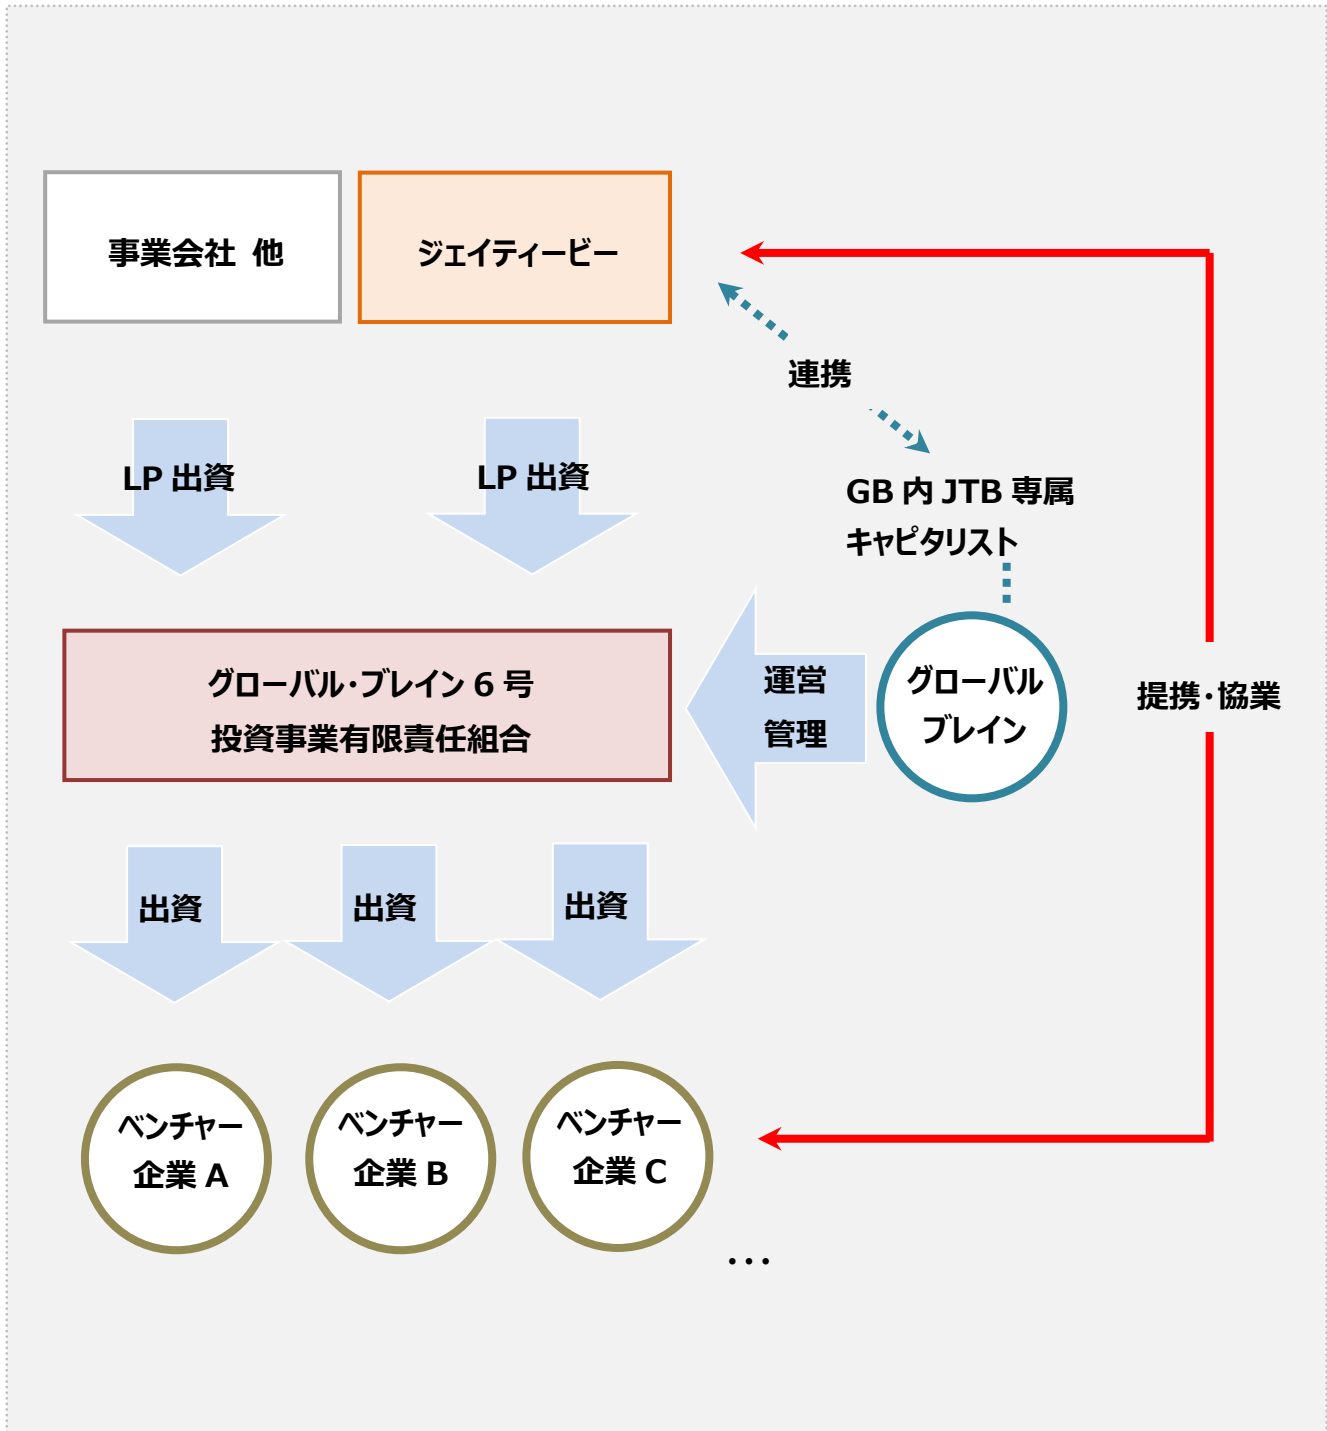 事業会社 他
ジェイティービー
連携
LP 出資
LP 出資
GB 内 JTB 専属
キャピタリスト
グローバル・ブレイン 6 号
投資事業有限責任組合
運営
管理
グローバル
ブレイン
提携・協業
出資
出資
出資
ベンチャー
企業 A
ベンチャー
企業 B
ベンチャー
企業 C
...